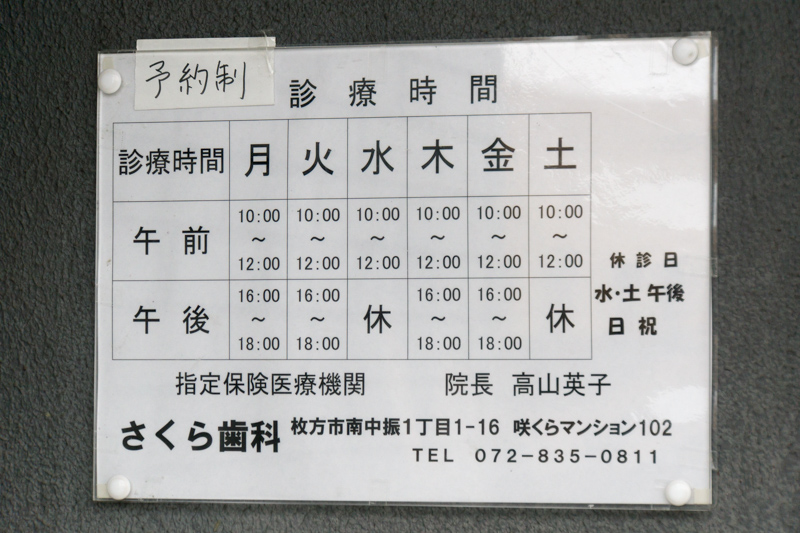 予約制
診療時間
診療時間 月 火 水 木 金 土
午前 10:00～12:00 10:00～12:00 10:00～12:00 10:00～12:00 10:00～12:00 10:00～12:00
午後 16:00～18:00 16:00～18:00 休 16:00～18:00 16:00～18:00 休
休診日
水・土 午後
日祝
指定保険医療機関 院長 高山英子
さくら歯科 枚方市南中振1丁目1-16 咲くらマンション102
TEL 072-835-0811